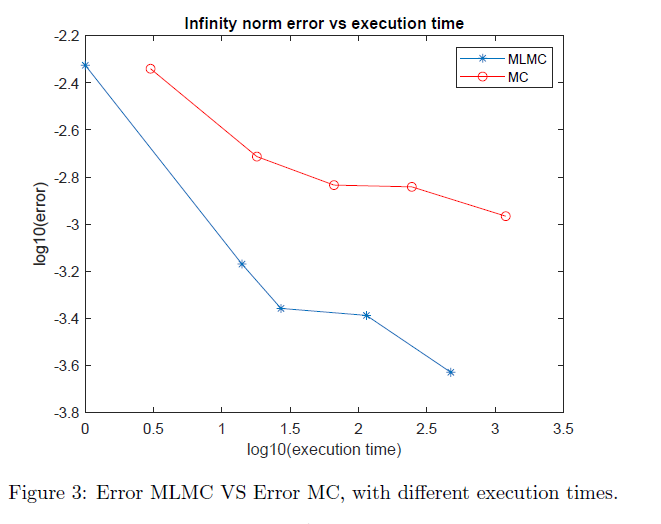 Infinity norm error vs execution time
-2.2
-2.4
-2.6
-2.8
-3
-3.2
-3.4
-3.6
-3.8
log10(error)
MLMC
MC
0 0.5 1 1.5 2 2.5 3 3.5
log10(execution time)
Figure 3: Error MLMC VS Error MC, with different execution times.